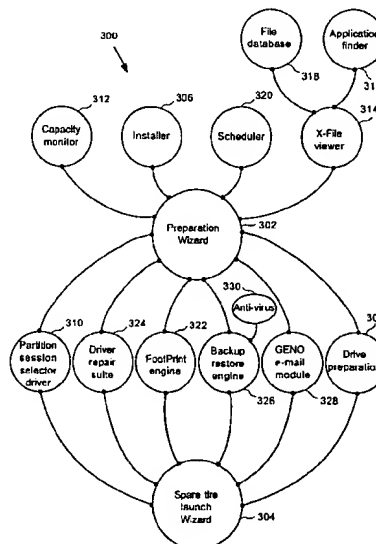 300
File
database
Application
finder
318
314
312
306
320
Capacity
monitor
Installer
Scheduler
X-File
viewer
Preparation
Wizard
302
330
Anti-virus
310
324
322
Partition
session
selector
driver
Driver
repair
suite
FootPrint
engine
Backup
restore
engine
GENO
e-mail
module
Drive
preparation
326
328
Spare tire
launch
Wizard
304